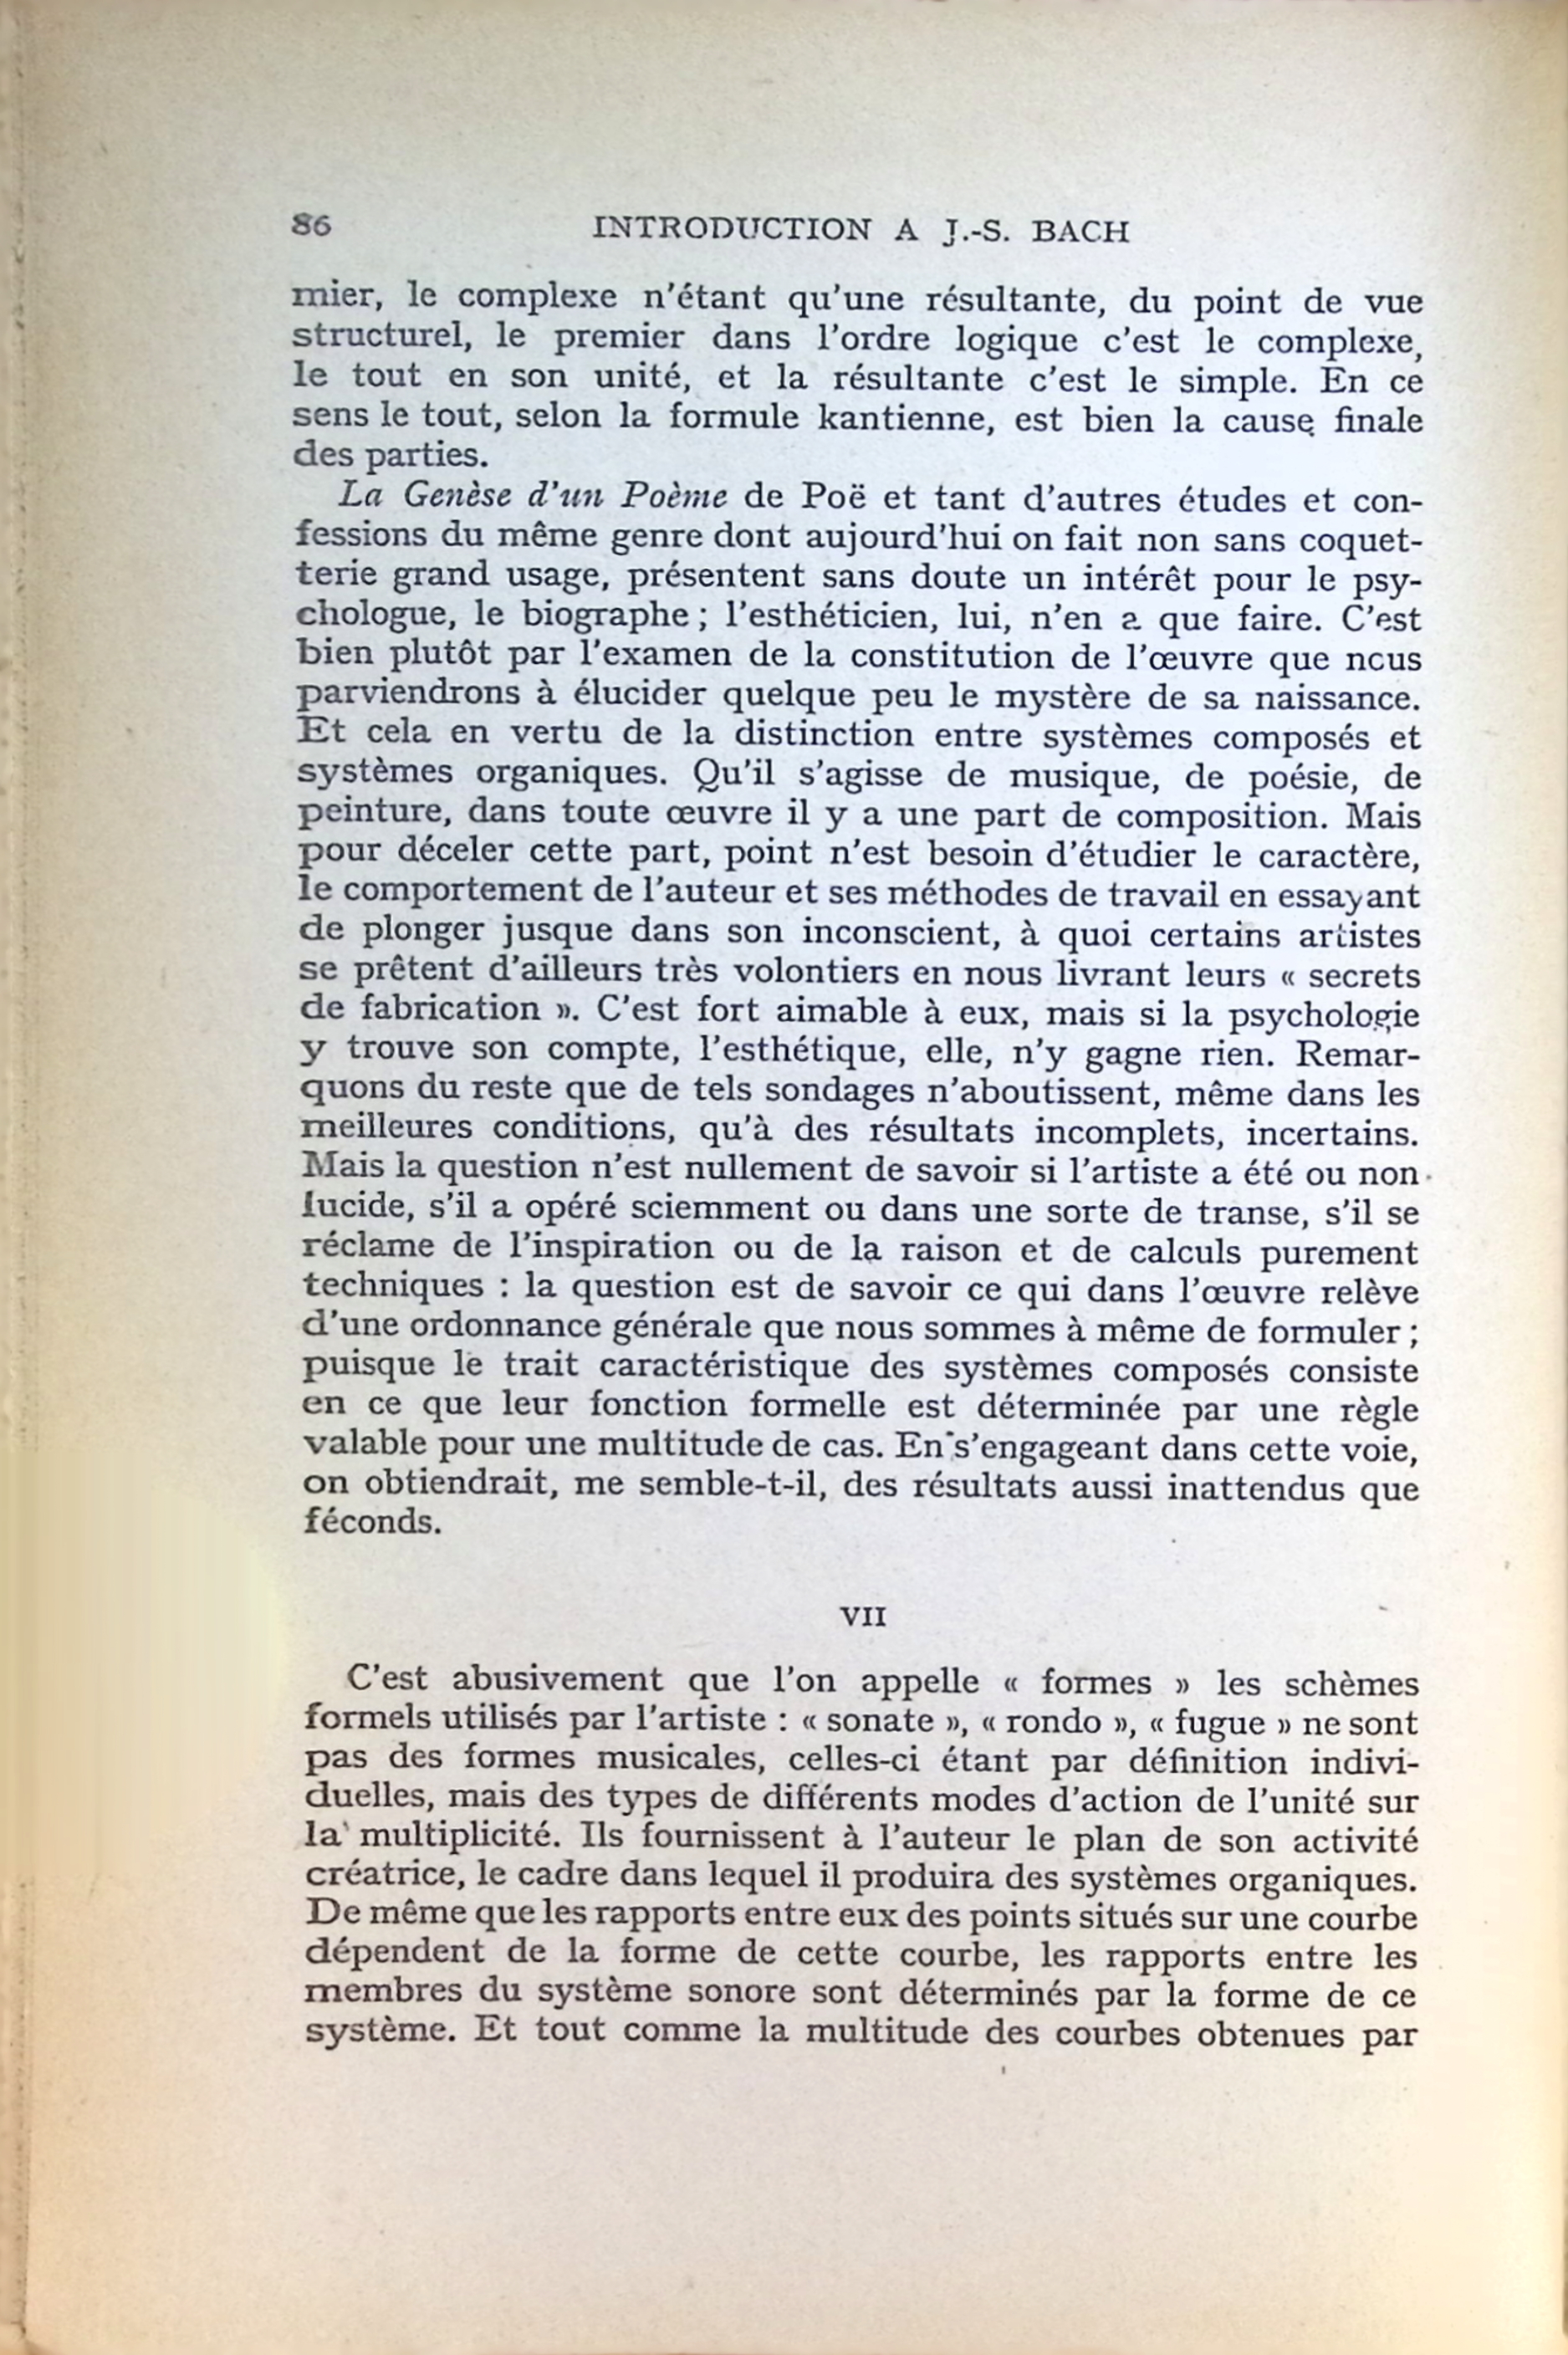 86 INTRODUCTION A J.-S. BACH
mier, le complexe n'étant qu'une résultante, du point de vue
structurel, le premier dans l'ordre logique c'est le complexe,
le tout en son unité, et la résultante c'est le simple. En ce
sens le tout, selon la formule kantienne, est bien la cause finale
des parties.
La Genèse d'un Poème de Poë et tant d'autres études et con-
fessions du même genre dont aujourd'hui on fait non sans coquet-
terie grand usage, présentent sans doute un intérêt pour le psy-
chologue, le biographe ; l'esthéticien, lui, n'en a que faire. C'est
bien plutôt par l'examen de la constitution de l'œuvre que nous
parviendrons à élucider quelque peu le mystère de sa naissance.
Et cela en vertu de la distinction entre systèmes composés et
systèmes organiques. Qu'il s'agisse de musique, de poésie, de
peinture, dans toute œuvre il y a une part de composition. Mais
pour déceler cette part, point n'est besoin d'étudier le caractère,
le comportement de l'auteur et ses méthodes de travail en essayant
de plonger jusque dans son inconscient, à quoi certains artistes
se prêtent d'ailleurs très volontiers en nous livrant leurs « secrets
de fabrication ». C'est fort aimable à eux, mais si la psychologie
y trouve son compte, l'esthétique, elle, n'y gagne rien. Remar-
quons du reste que de tels sondages n'aboutissent, même dans les
meilleures conditions, qu'à des résultats incomplets, incertains.
Mais la question n'est nullement de savoir si l'artiste a été ou non
lucide, s'il a opéré sciemment ou dans une sorte de transe, s'il se
réclame de l'inspiration ou de la raison et de calculs purement
techniques : la question est de savoir ce qui dans l'œuvre relève
d'une ordonnance générale que nous sommes à même de formuler ;
puisque le trait caractéristique des systèmes composés consiste
en ce que leur fonction formelle est déterminée par une règle
valable pour une multitude de cas. En s'engageant dans cette voie,
on obtiendrait, me semble-t-il, des résultats aussi inattendus que
féconds.
VII
C'est abusivement que l'on appelle « formes » les schèmes
formels utilisés par l'artiste : « sonate », « rondo », « fugue » ne sont
pas des formes musicales, celles-ci étant par définition indivi-
duelles, mais des types de différents modes d'action de l'unité sur
la multiplicité. Ils fournissent à l'auteur le plan de son activité
créatrice, le cadre dans lequel il produira des systèmes organiques.
De même que les rapports entre eux des points situés sur une courbe
dépendent de la forme de cette courbe, les rapports entre les
membres du système sonore sont déterminés par la forme de ce
système. Et tout comme la multitude des courbes obtenues par